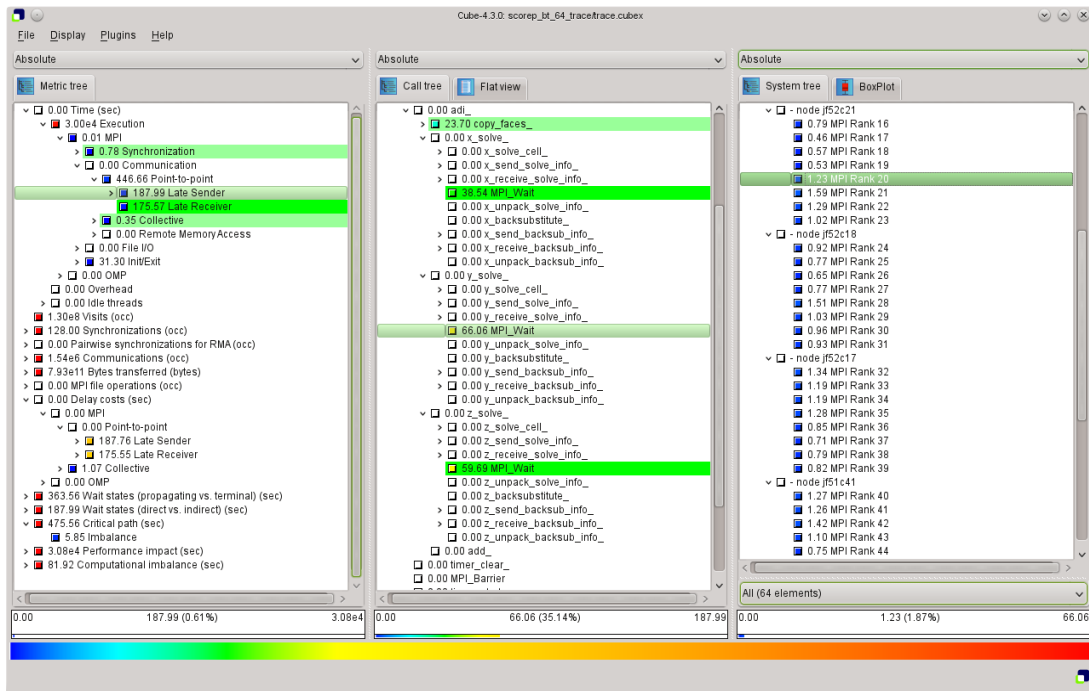 Cube-4.3.0: scorep_bt_64_trace/trace.cubex
File Display Plugins Help
Absolute
Metric tree
0.00 Time (sec)
3.00e4 Execution
0.01 MPI
0.78 Synchronization
0.00 Communication
446.66 Point-to-point
187.99 Late Sender
175.57 Late Receiver
0.35 Collective
0.00 Remote Memory Access
0.00 File I/O
31.30 Init/Exit
0.00 OMP
0.00 Overhead
0.00 Idle threads
1.30e8 Visits (occ)
128.00 Synchronizations (occ)
0.00 Pairwise synchronizations for RMA (occ)
1.54e6 Communications (occ)
7.93e11 Bytes transferred (bytes)
0.00 MPI file operations (occ)
0.00 Delay costs (sec)
0.00 MPI
0.00 Point-to-point
187.76 Late Sender
175.55 Late Receiver
1.07 Collective
0.00 OMP
363.56 Wait states (propagating vs. terminal) (sec)
187.99 Wait states (direct vs. indirect) (sec)
475.56 Critical path (sec)
5.85 Imbalance
3.08e4 Performance impact (sec)
81.92 Computational imbalance (sec)
0.00 187.99 (0.61%) 3.08e4
Absolute
Call tree Flat view
0.00 adi_
23.70 copy_faces_
0.00 x_solve_
0.00 x_solve_cell_
0.00 x_send_solve_info_
0.00 x_receive_solve_info_
38.54 MPI_Wait
0.00 x_unpack_solve_info_
0.00 x_backsubstitute_
0.00 x_send_backsub_info_
0.00 x_receive_backsub_info_
0.00 x_unpack_backsub_info_
0.00 y_solve_
0.00 y_solve_cell_
0.00 y_send_solve_info_
0.00 y_receive_solve_info_
66.06 MPI_Wait
0.00 y_unpack_solve_info_
0.00 y_backsubstitute_
0.00 y_send_backsub_info_
0.00 y_receive_backsub_info_
0.00 y_unpack_backsub_info_
0.00 z_solve_
0.00 z_solve_cell_
0.00 z_send_solve_info_
0.00 z_receive_solve_info_
59.69 MPI_Wait
0.00 z_unpack_solve_info_
0.00 z_backsubstitute_
0.00 z_send_backsub_info_
0.00 z_receive_backsub_info_
0.00 z_unpack_backsub_info_
0.00 add_
0.00 timer_clear_
0.00 MPI_Barrier
0.00 66.06 (35.14%) 187.99
Absolute
System tree BoxPlot
- node jf52c21
0.79 MPI Rank 16
0.46 MPI Rank 17
0.57 MPI Rank 18
0.53 MPI Rank 19
1.23 MPI Rank 20
1.59 MPI Rank 21
1.29 MPI Rank 22
1.02 MPI Rank 23
- node jf52c18
0.92 MPI Rank 24
0.77 MPI Rank 25
0.65 MPI Rank 26
0.77 MPI Rank 27
1.51 MPI Rank 28
1.03 MPI Rank 29
0.96 MPI Rank 30
0.93 MPI Rank 31
- node jf52c17
1.34 MPI Rank 32
1.19 MPI Rank 33
1.19 MPI Rank 34
1.28 MPI Rank 35
0.85 MPI Rank 36
0.71 MPI Rank 37
0.79 MPI Rank 38
0.82 MPI Rank 39
- node jf51c41
1.27 MPI Rank 40
1.26 MPI Rank 41
1.42 MPI Rank 42
1.10 MPI Rank 43
0.75 MPI Rank 44
All (64 elements)
0.00 1.23 (1.87%) 66.06